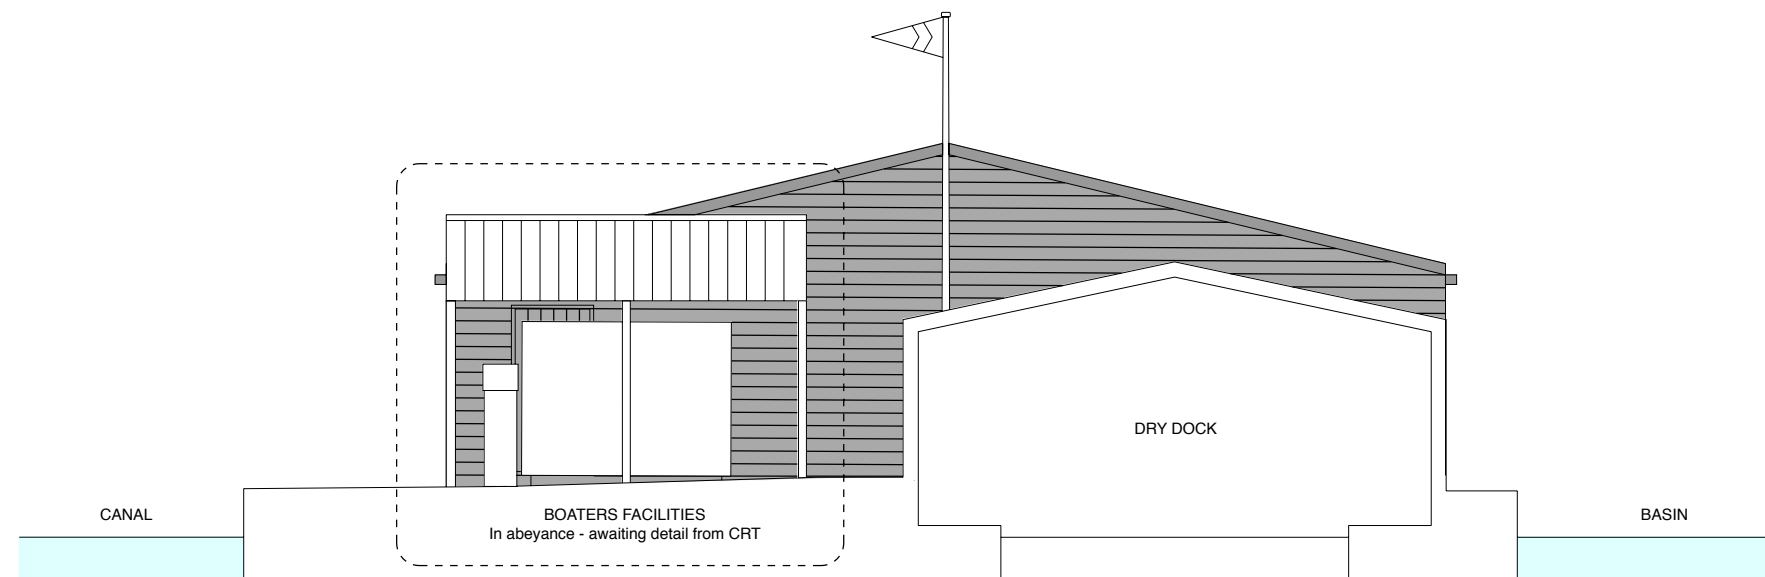 DRY DOCK
CANAL
BOATERS FACILITIES
In abeyance - awaiting detail from CRT
BASIN